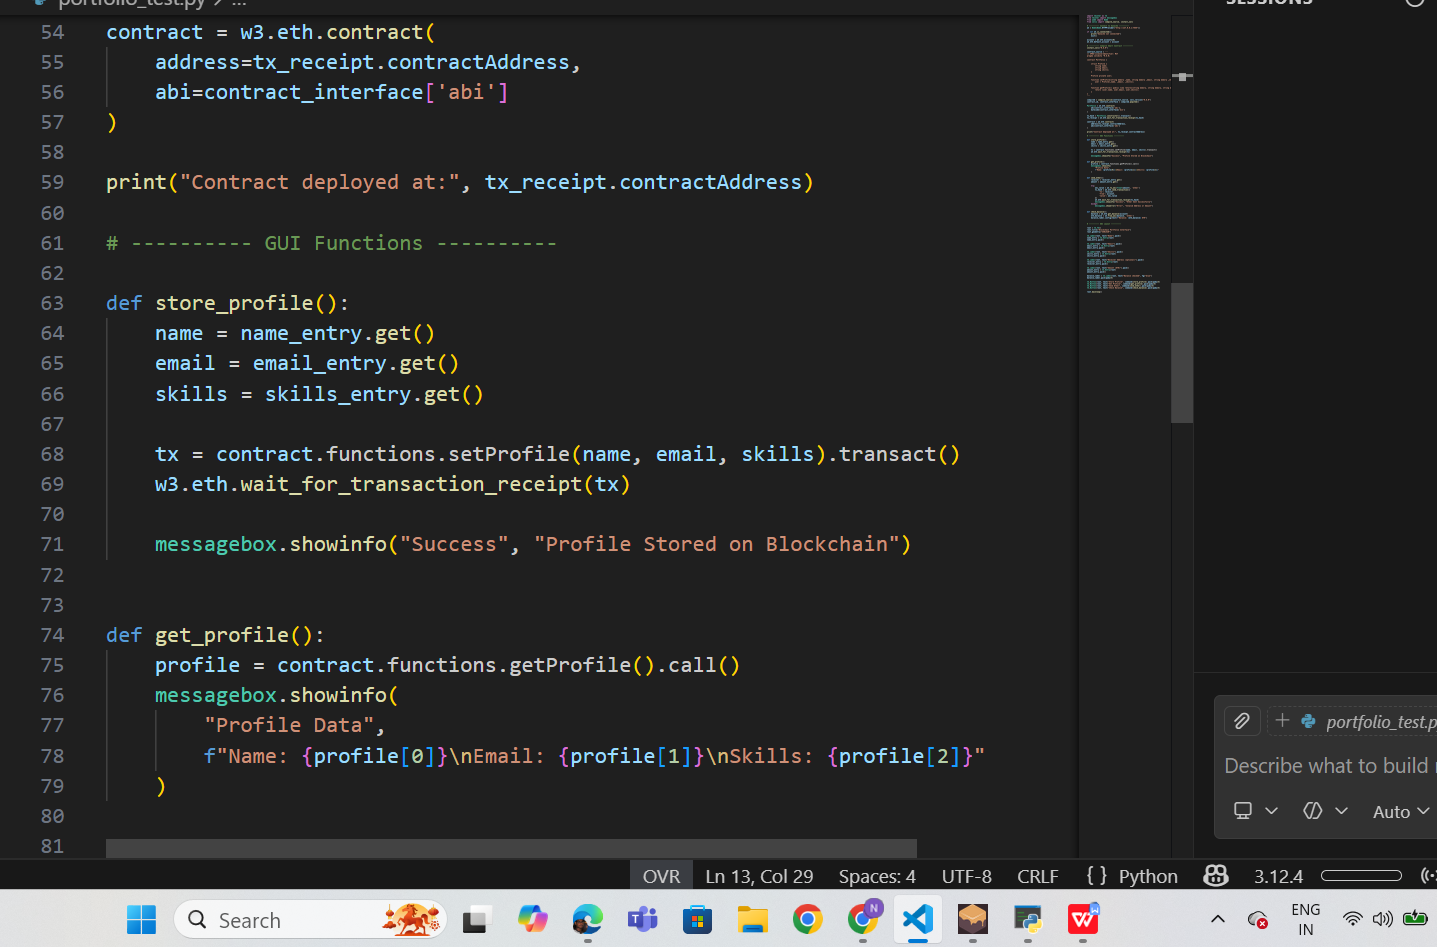 portfolio_test.py > ...
SESSIONS
54 contract = w3.eth.contract(
55 address=tx_receipt.contractAddress,
56 abi=contract_interface['abi']
57 )
58
59 print("Contract deployed at:", tx_receipt.contractAddress)
60
61 # ---------- GUI Functions ----------
62
63 def store_profile():
64 name = name_entry.get()
65 email = email_entry.get()
66 skills = skills_entry.get()
67
68 tx = contract.functions.setProfile(name, email, skills).transact()
69 w3.eth.wait_for_transaction_receipt(tx)
70
71 messagebox.showinfo("Success", "Profile Stored on Blockchain")
72
73
74 def get_profile():
75 profile = contract.functions.getProfile().call()
76 messagebox.showinfo(
77 "Profile Data",
78 f"Name: {profile[0]}\nEmail: {profile[1]}\nSkills: {profile[2]}"
79 )
80
81
portfolio_test.p
Describe what to build
Auto
OVR Ln 13, Col 29 Spaces: 4 UTF-8 CRLF { } Python 3.12.4
Search
N
W
ENG
IN